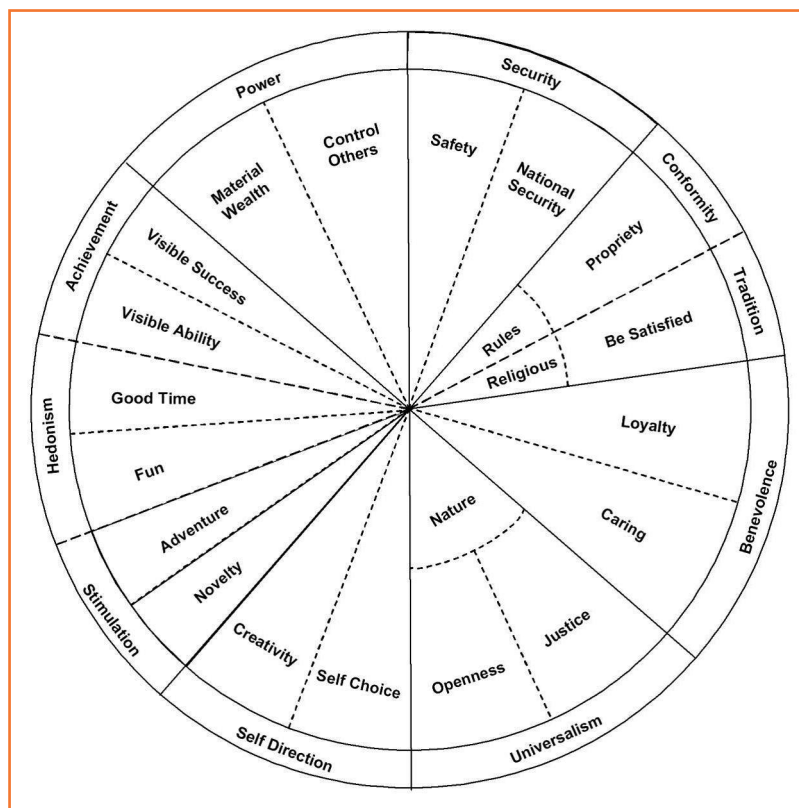 Power
Security
Conformity
Tradition
Benevolence
Universalism
Self Direction
Stimulation
Hedonism
Achievement
Control
Others
Material
Wealth
Safety
National
Security
Propriety
Rules
Be Satisfied
Religious
Loyalty
Caring
Nature
Justice
Openness
Self Choice
Creativity
Novelty
Adventure
Fun
Good Time
Visible Ability
Visible Success